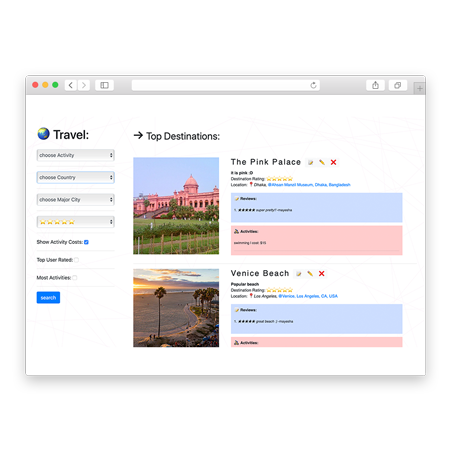 Travel:
choose Activity
choose Country
choose Major City
Show Activity Costs:
Top User Rated:
Most Activities:
search
→ Top Destinations:
The Pink Palace
it is pink :D
Destination Rating:
Location: Dhaka, @Ahsan Manzil Museum, Dhaka, Bangladesh
Reviews:
1. ★★★★★ super pretty!! -mayesha
Activities:
swimming | cost: $10
Venice Beach
Popular beach
Destination Rating:
Location: Los Angeles, @Venice, Los Angeles, CA, USA
Reviews:
1. ★★★★★ great beach :) -mayesha
Activities: